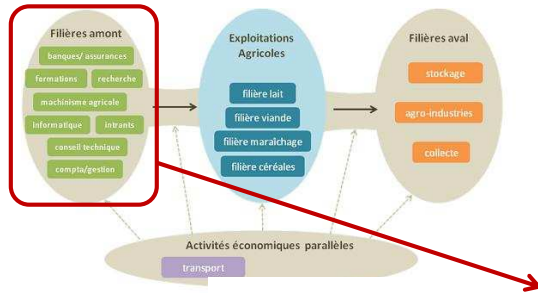 Filières amont
banques/ assurances
formations
recherche
machinisme agricole
Informatique
intrants
conseil technique
compta/gestion
Exploitations
Agricoles
filière lait
filière viande
filière maraîchage
filière céréales
Filières aval
stockage
agro-industries
collecte
Activités économiques parallèles
transport